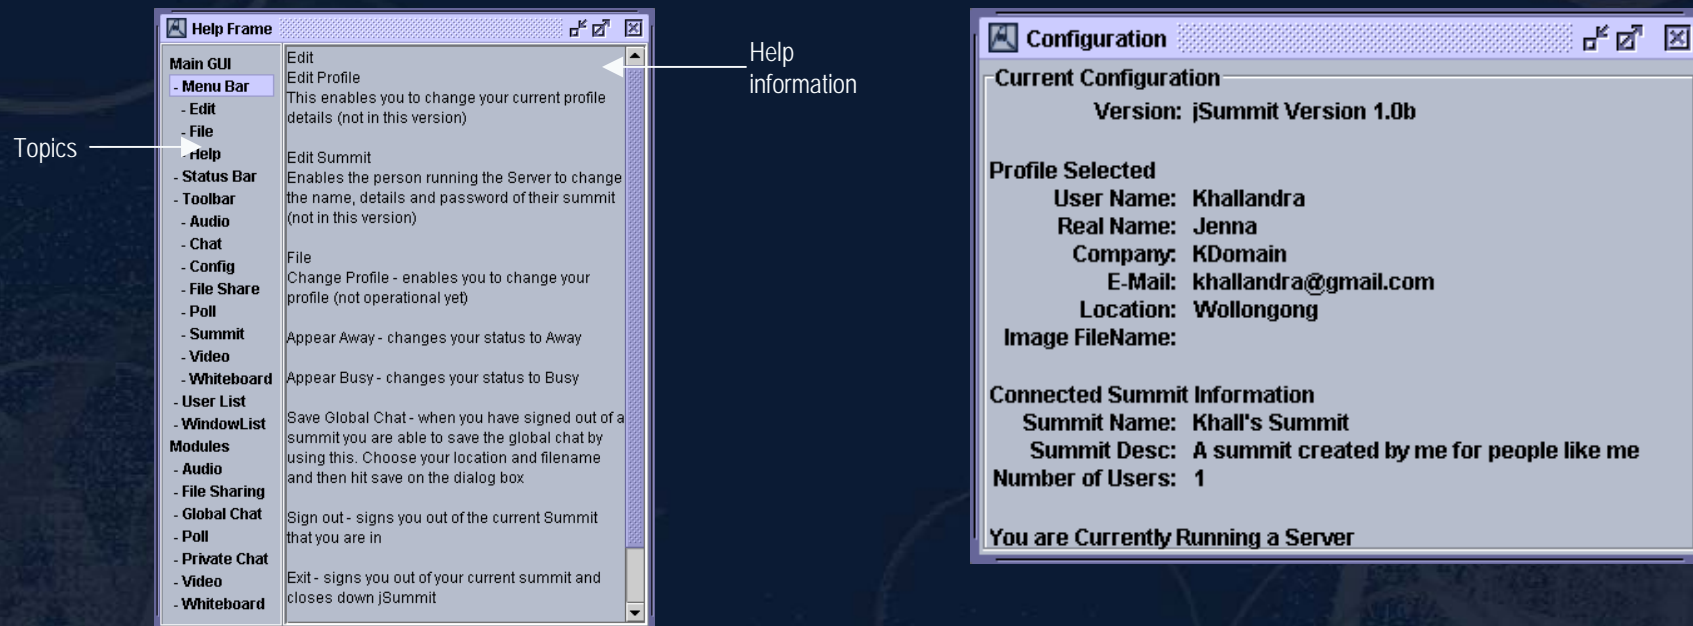 Help Frame
Main GUI
- Menu Bar
- Edit
- File
- Help
- Status Bar
- Toolbar
- Audio
- Chat
- Config
- File Share
- Poll
- Summit
- Video
- Whiteboard
- User List
- WindowList
Modules
- Audio
- File Sharing
- Global Chat
- Poll
- Private Chat
- Video
- Whiteboard
Edit
Edit Profile
This enables you to change your current profile
details (not in this version)
Edit Summit
Enables the person running the Server to change
the name, details and password of their summit
(not in this version)
File
Change Profile - enables you to change your
profile (not operational yet)
Appear Away - changes your status to Away
Appear Busy - changes your status to Busy
Save Global Chat - when you have signed out of a
summit you are able to save the global chat by
using this. Choose your location and filename
and then hit save on the dialog box
Sign out - signs you out of the current Summit
that you are in
Exit - signs you out of your current summit and
closes down jSummit
Topics
Help
information
Configuration
Current Configuration
Version: jSummit Version 1.0b
Profile Selected
User Name: Khallandra
Real Name: Jenna
Company: KDomain
E-Mail: khallandra@gmail.com
Location: Wollongong
Image FileName:
Connected Summit Information
Summit Name: Khall's Summit
Summit Desc: A summit created by me for people like me
Number of Users: 1
You are Currently Running a Server